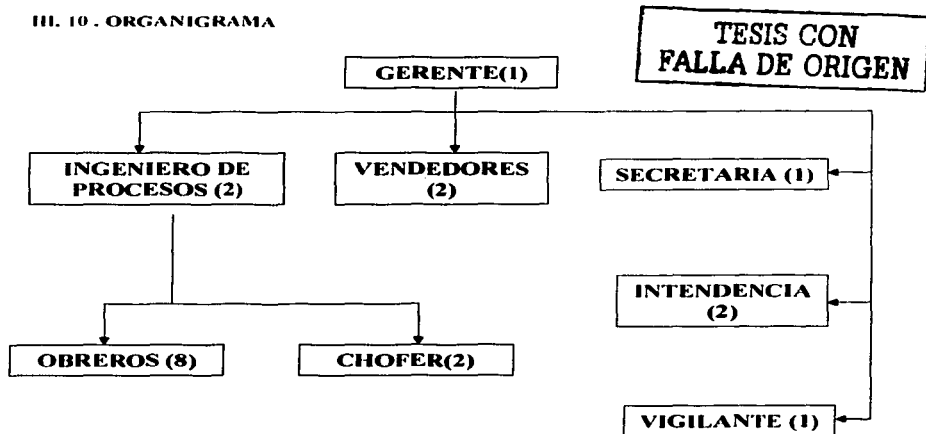 III. 10 . ORGANIGRAMA
TESIS CON
FALLA DE ORIGEN
GERENTE(1)
INGENIERO DE
PROCESOS (2)
VENDEDORES
(2)
SECRETARIA (1)
INTENDENCIA
(2)
OBREROS (8)
CHOFER(2)
VIGILANTE (1)